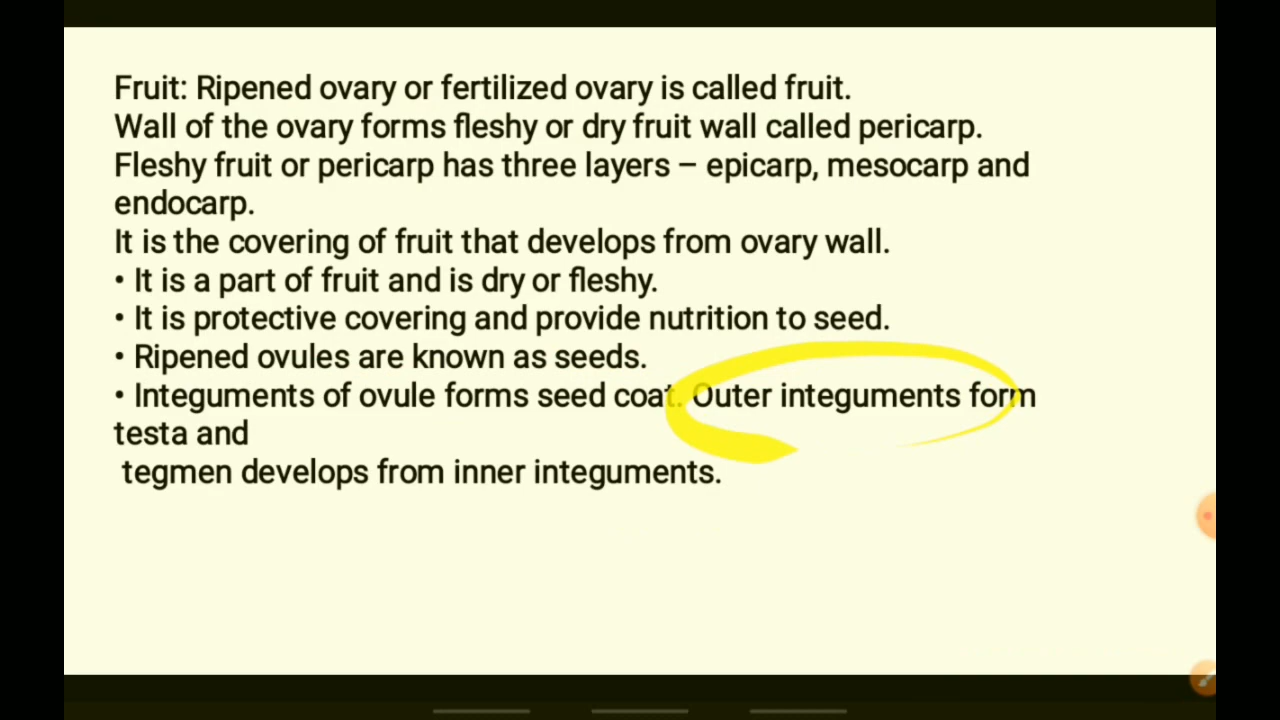 Fruit: Ripened ovary or fertilized ovary is called fruit.
Wall of the ovary forms fleshy or dry fruit wall called pericarp.
Fleshy fruit or pericarp has three layers – epicarp, mesocarp and
endocarp.
It is the covering of fruit that develops from ovary wall.
• It is a part of fruit and is dry or fleshy.
• It is protective covering and provide nutrition to seed.
• Ripened ovules are known as seeds.
• Integuments of ovule forms seed coat. Outer integuments form
testa and
tegmen develops from inner integuments.